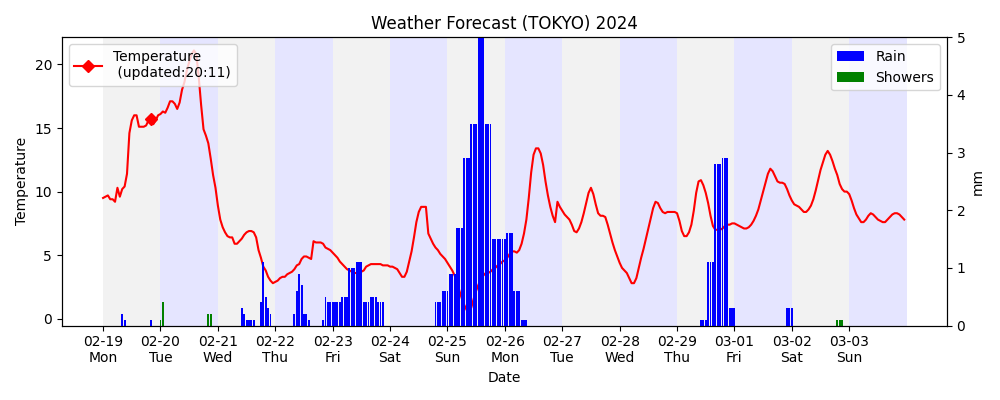 Weather Forecast (TOKYO) 2024
Temperature
(updated:20:11)
Rain
Showers
Temperature
20
15
10
5
0
5
4
3
2
1
0
mm
02-19 02-20 02-21 02-22 02-23 02-24 02-25 02-26 02-27 02-28 02-29 03-01 03-02 03-03
Mon Tue Wed Thu Fri Sat Sun Mon Tue Wed Thu Fri Sat Sun
Date